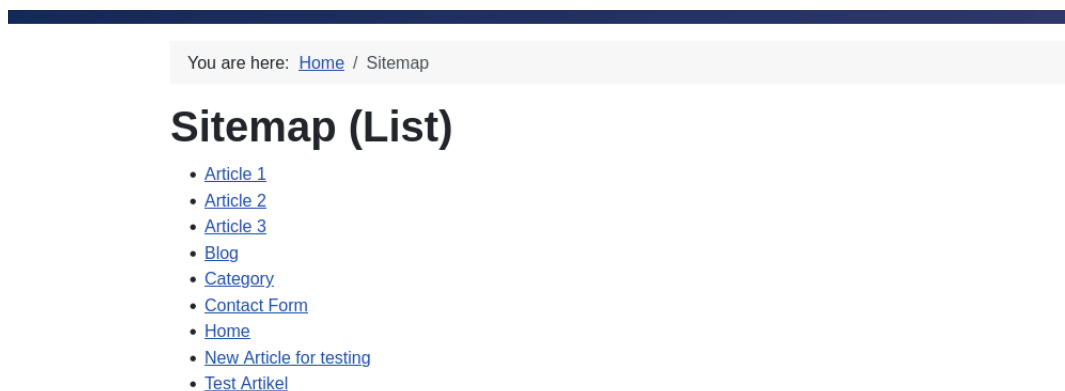 You are here: Home / Sitemap
Sitemap (List)
• Article 1
• Article 2
• Article 3
• Blog
• Category
• Contact Form
• Home
• New Article for testing
• Test Artikel